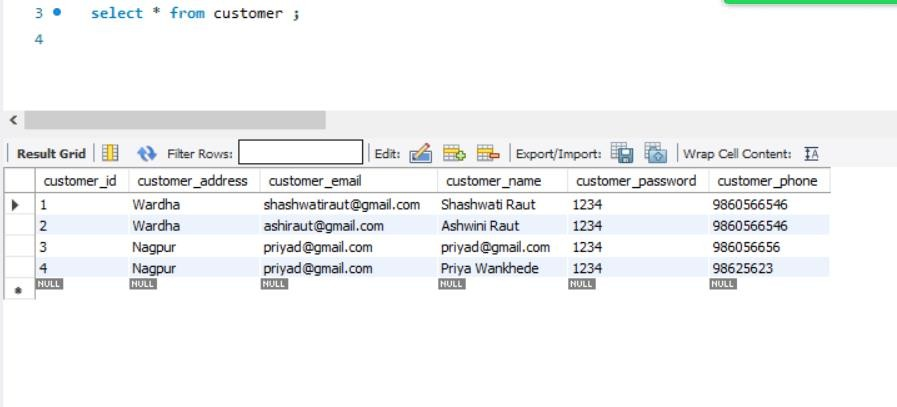 3 select * from customer ;
4
Result Grid Filter Rows: Edit: Export/Import: Wrap Cell Content:
customer_id customer_address customer_email customer_name customer_password customer_phone
1 Wardha shashwatiraut@gmail.com Shashwati Raut 1234 9860566546
2 Wardha ashiraut@gmail.com Ashwini Raut 1234 9860566546
3 Nagpur priyad@gmail.com priyad@gmail.com 1234 986056656
4 Nagpur priyad@gmail.com Priya Wankhede 1234 98625623
NULL NULL NULL NULL NULL NULL